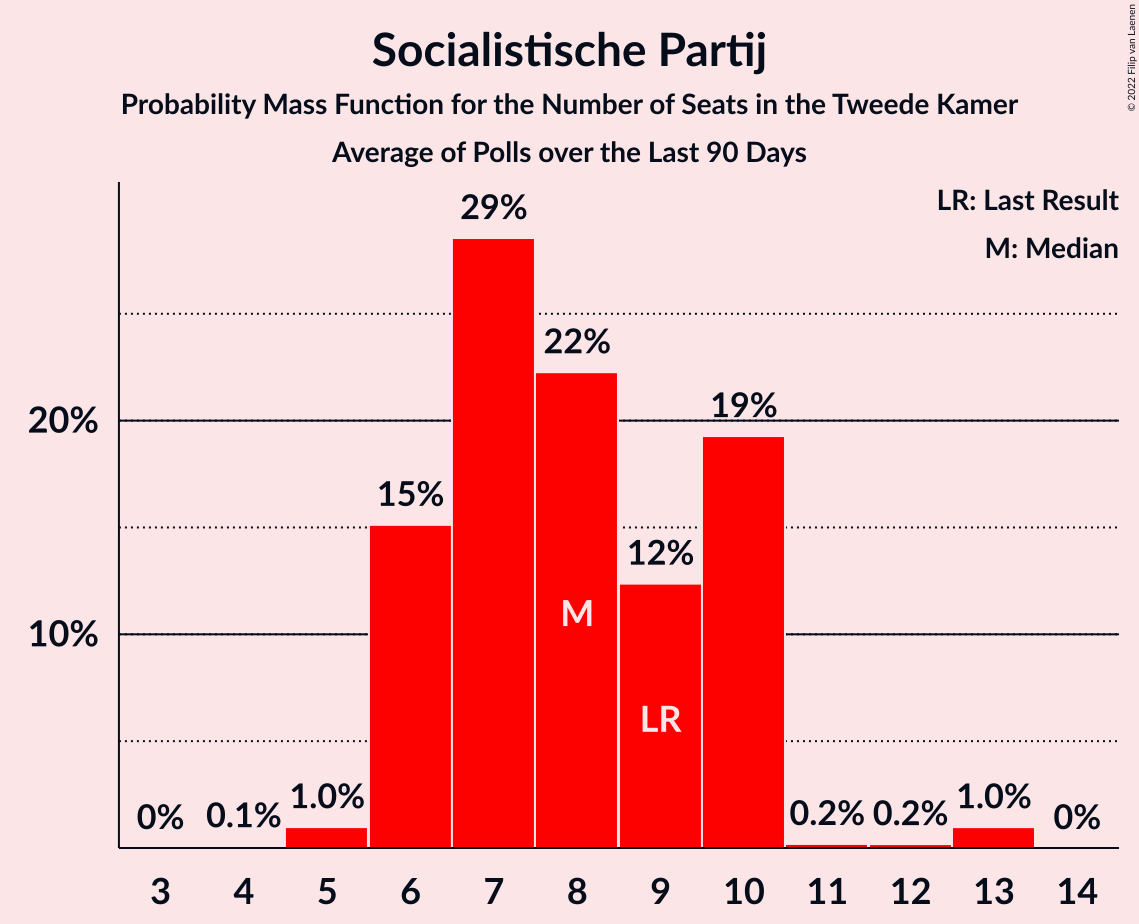 Socialistische Partij
Probability Mass Function for the Number of Seats in the Tweede Kamer
Average of Polls over the Last 90 Days
© 2022 Filip van Laenen
LR: Last Result
M: Median
29%
22%
20%
19%
15%
12%
M
10%
LR
0% 0.1% 1.0% 0.2% 0.2% 1.0% 0%
3 4 5 6 7 8 9 10 11 12 13 14